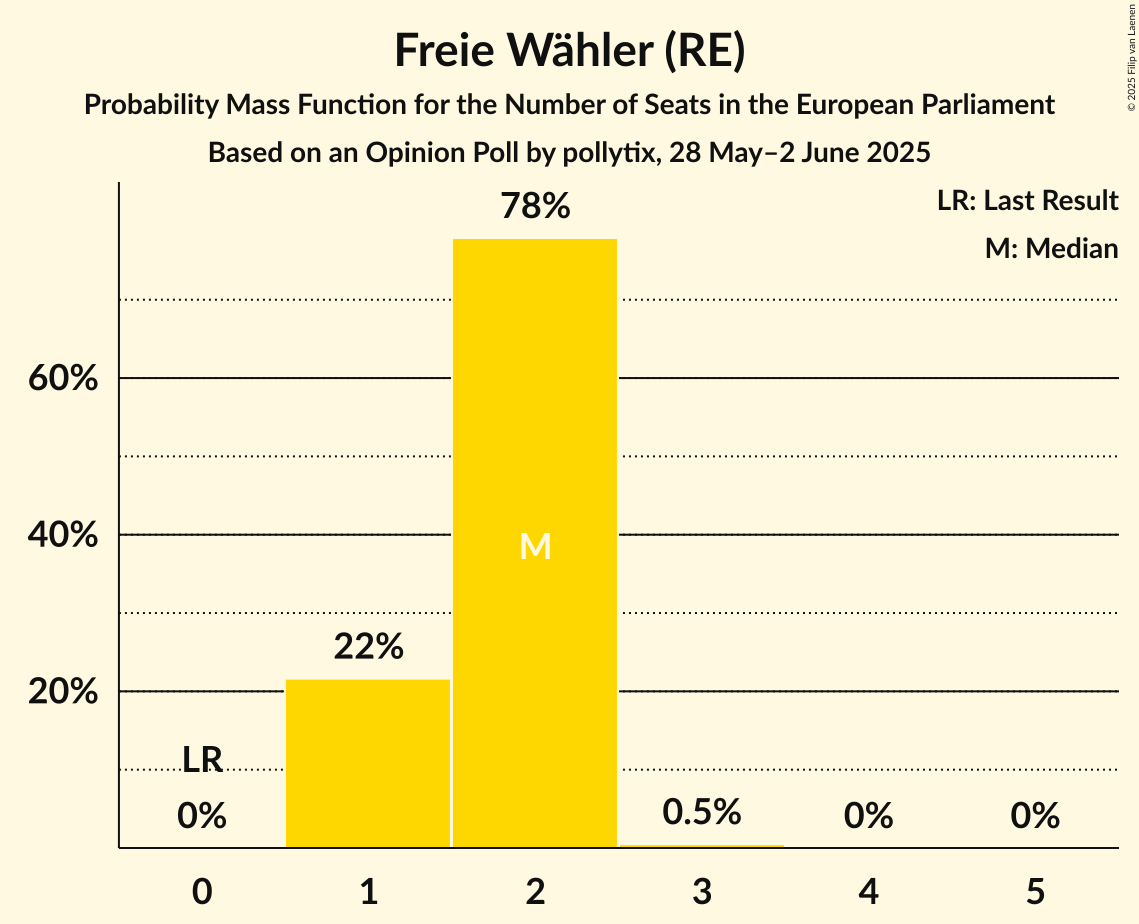 Freie Wähler (RE)
Probability Mass Function for the Number of Seats in the European Parliament
Based on an Opinion Poll by pollytix, 28 May–2 June 2025
© 2025 Filip van Laenen
LR: Last Result
M: Median
78%
60%
40%
M
22%
20%
LR
0%
0.5%
0%
0%
0 1 2 3 4 5